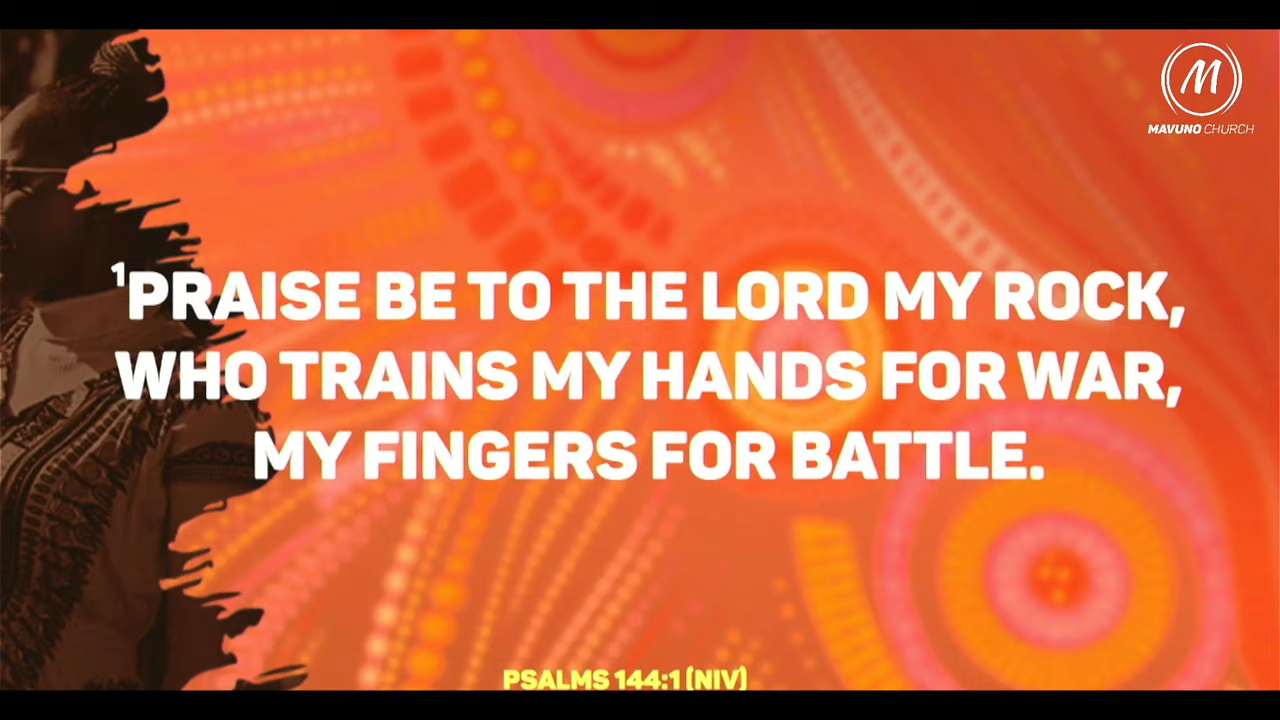 M
MAVUNO CHURCH
¹PRAISE BE TO THE LORD MY ROCK,
WHO TRAINS MY HANDS FOR WAR,
MY FINGERS FOR BATTLE.
PSALMS 144:1 (NIV)